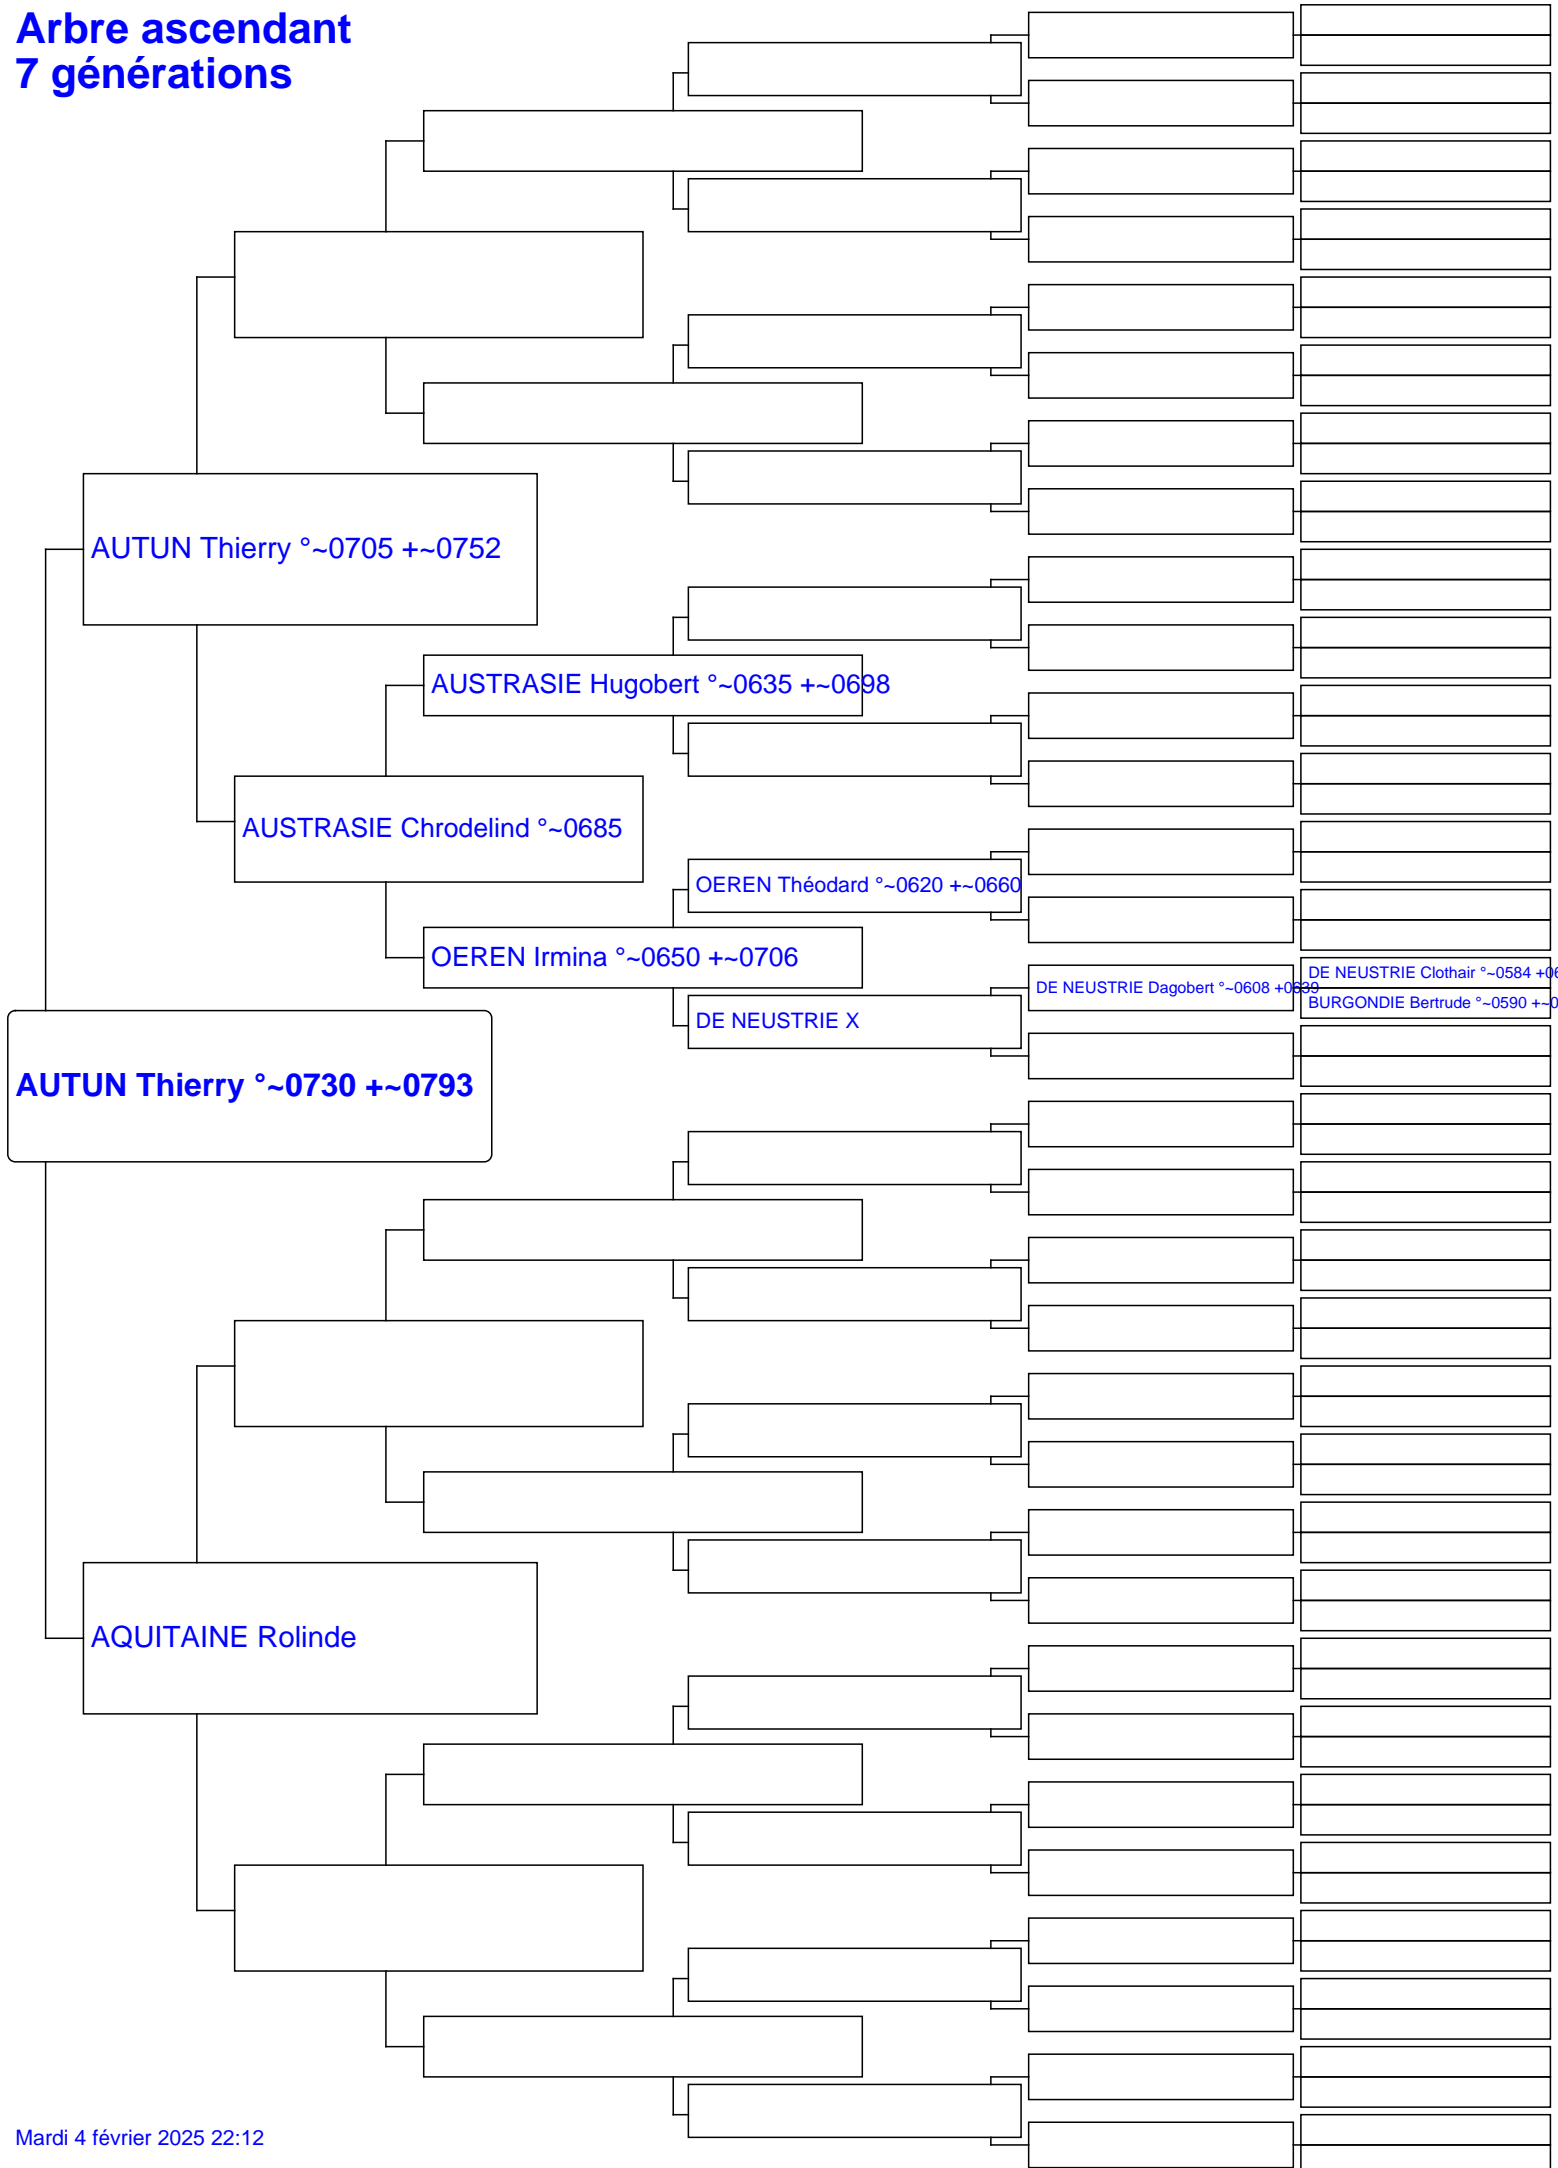 Arbre ascendant
7 générations
AUTUN Thierry °~0705 +~0752
AUSTRASIE Hugobert °~0635 +~0698
AUSTRASIE Chrodelind °~0685
OEREN Théodard °~0620 +~0660
OEREN Irmina °~0650 +~0706
DE NEUSTRIE Clothair °~0584
DE NEUSTRIE Dagobert °~0608 +0639
BURGONDIE Bertrude °~0590
DE NEUSTRIE X
AUTUN Thierry °~0730 +~0793
AQUITAINE Rolinde
Mardi 4 février 2025 22:12